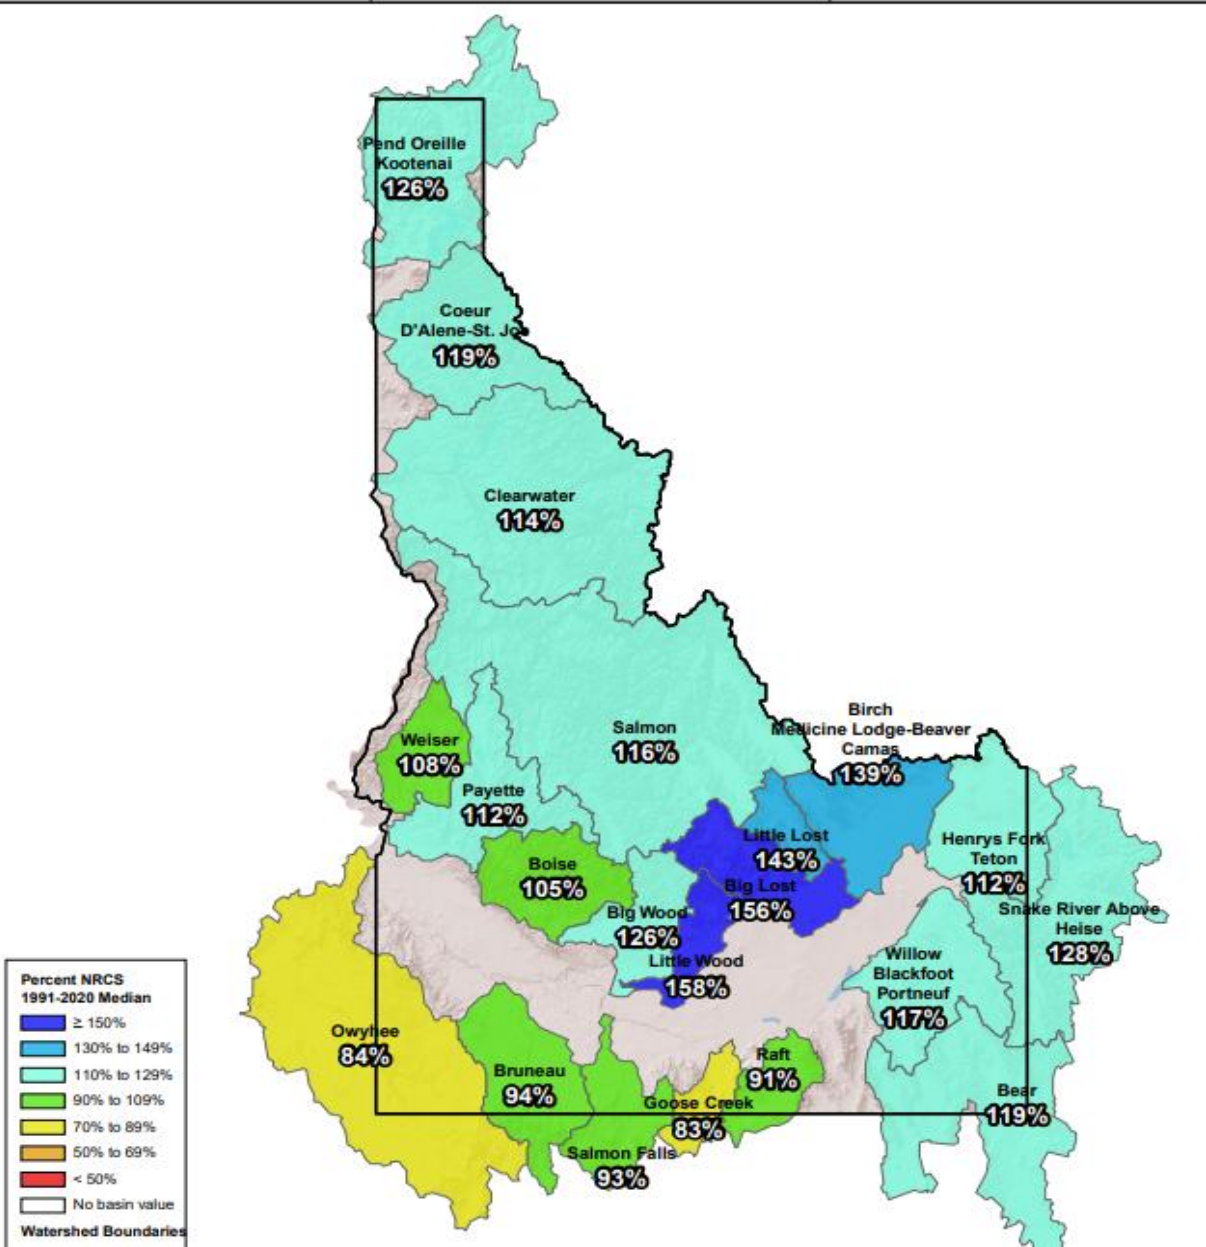 Pend Oreille
Kootenai
126%
Coeur
D'Alene-St. Joe
119%
Clearwater
114%
Salmon
116%
Birch
Medicine Lodge-Beaver
Camas
139%
Weiser
108%
Payette
112%
Little Lost
143%
Henrys Fork
Teton
112%
Boise
105%
Big Lost
156%
Big Wood
126%
Snake River Above
Heise
128%
Little Wood
158%
Willow
Blackfoot
Portneuf
117%
Owyhee
84%
Bruneau
94%
Raft
91%
Goose Creek
83%
Bear
119%
Salmon Falls
93%
Percent NRCS
1991-2020 Median
≥ 150%
130% to 149%
110% to 129%
90% to 109%
70% to 89%
50% to 69%
< 50%
No basin value
Watershed Boundaries